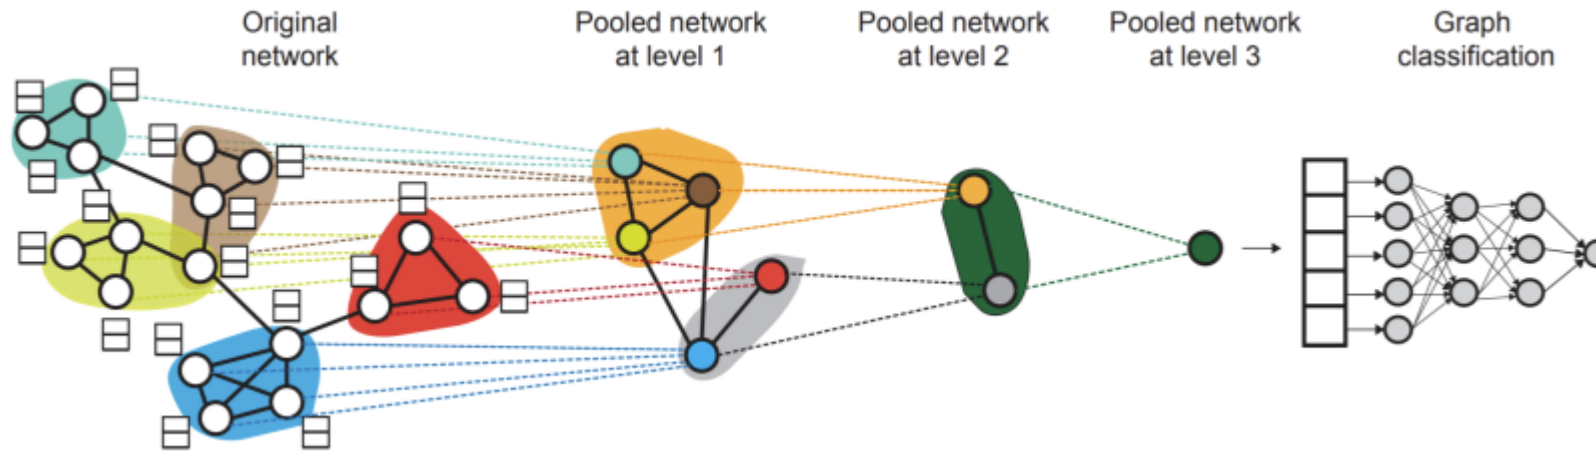 Original
network
Pooled network
at level 1
Pooled network
at level 2
Pooled network
at level 3
Graph
classification